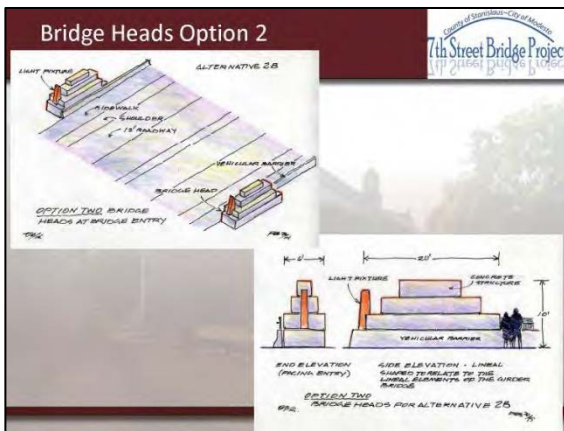 Bridge Heads Option 2
County of Stanislaus-City of Modesto
7th Street Bridge Project
ALTERNATIVE 2B
LIGHT FIXTURE
SIDEWALK
SHOULDER
ROADWAY
VEHICULAR BARRIER
BRIDGE HEAD
OPTION TWO BRIDGE
HEADS AT BRIDGE ENTRY
6'
20'
LIGHT FIXTURE
CONCRETE
STRUCTURE
10'
VEHICULAR BARRIER
END ELEVATION
(FACING ENTRY)
SIDE ELEVATION - LINEAL
SHAPED TO RELATE TO THE
LINEAL ELEMENTS OF THE GIRDER
BRIDGE
OPTION TWO
BRIDGE HEADS FOR ALTERNATIVE 2B